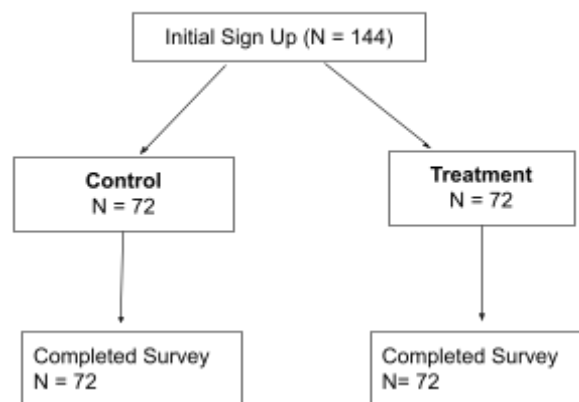 Initial Sign Up (N = 144)
Control
N = 72
Treatment
N = 72
Completed Survey
N = 72
Completed Survey
N= 72